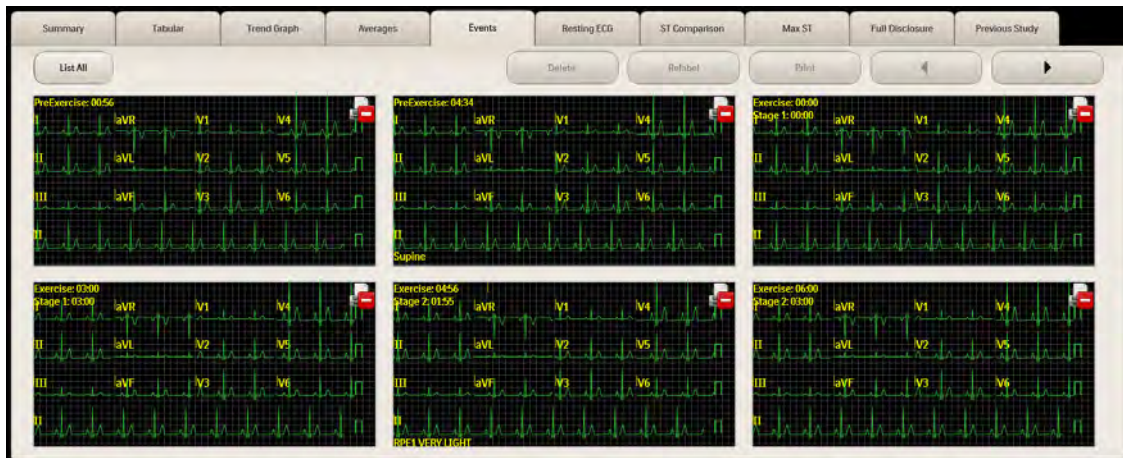 Summary Tabular Trend Graph Averages Events Resting ECG ST Comparison Max ST Full Disclosure Previous Study
List All Delete Relabel Print
PreExercise: 00:56
I aVR V1 V4
II aVL V2 V5
III aVF V3 V6
II
PreExercise: 04:34
I aVR V1 V4
II aVL V2 V5
III aVF V3 V6
II
Supine
Exercise: 00:00
Stage 1: 00:00
I aVR V1 V4
II aVL V2 V5
III aVF V3 V6
II
Exercise: 03:00
Stage 1: 03:00
I aVR V1 V4
II aVL V2 V5
III aVF V3 V6
II
Exercise: 04:56
Stage 2: 01:55
I aVR V1 V4
II aVL V2 V5
III aVF V3 V6
II
RPE1 VERY LIGHT
Exercise: 06:00
Stage 2: 03:00
I aVR V1 V4
II aVL V2 V5
III aVF V3 V6
II